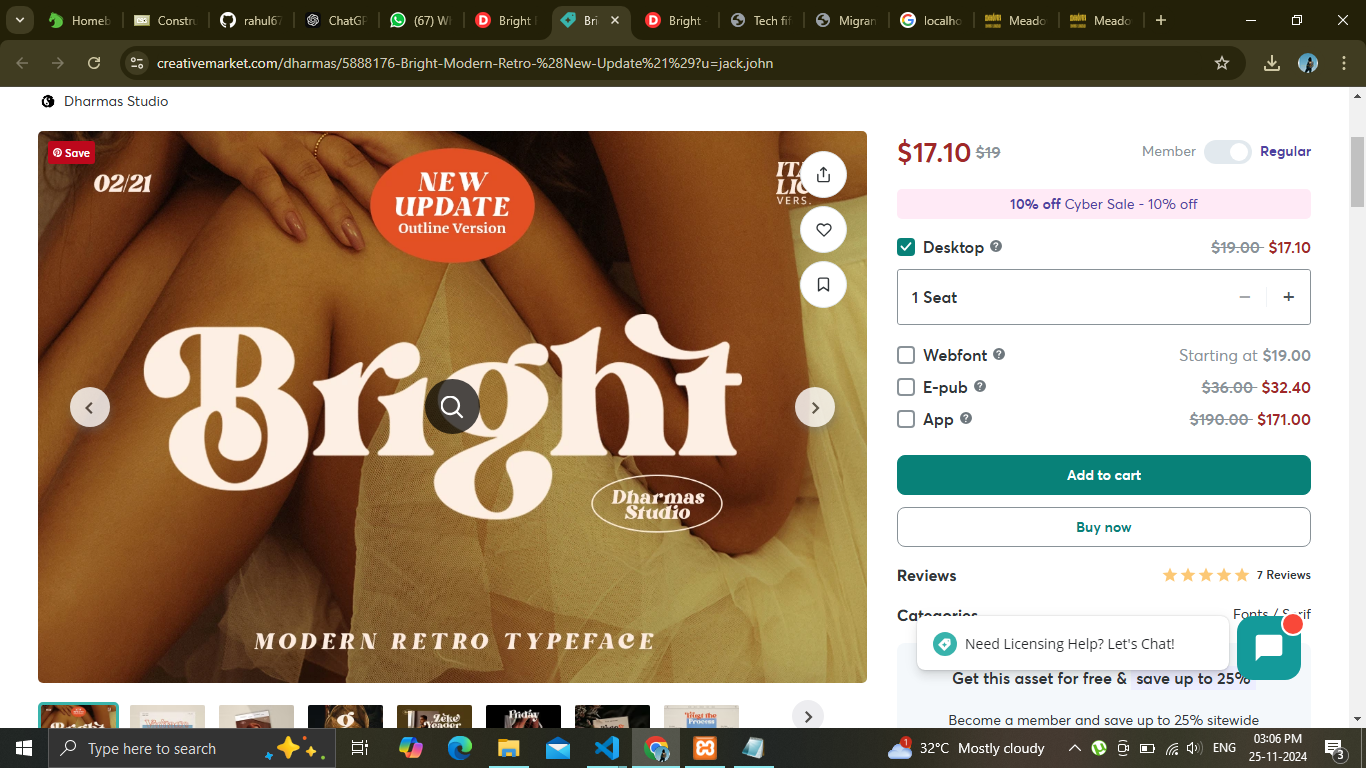 Homeb
Constru
rahul67
ChatGP
(67) Wh
Bright
Bri
Bright -
Tech fif
Migran
localho
Meado
Meado
creativemarket.com/dharmas/5888176-Bright-Modern-Retro-%28New-Update%21%29?u=jack.john
Dharmas Studio
Save
02/21
NEW
UPDATE
Outline Version
VERS.
Bright
Dharmas
Studio
MODERN RETRO TYPEFACE
$17.10 $19
Member Regular
10% off Cyber Sale - 10% off
Desktop $19.00 $17.10
1 Seat
Webfont Starting at $19.00
E-pub $36.00 $32.40
App $190.00 $171.00
Add to cart
Buy now
Reviews 7 Reviews
Categories Fonts / Serif
Need Licensing Help? Let's Chat!
Get this asset for free & save up to 25%
Become a member and save up to 25% sitewide
Friday
Type here to search
1
32°C Mostly cloudy
ENG
03:06 PM
25-11-2024
3